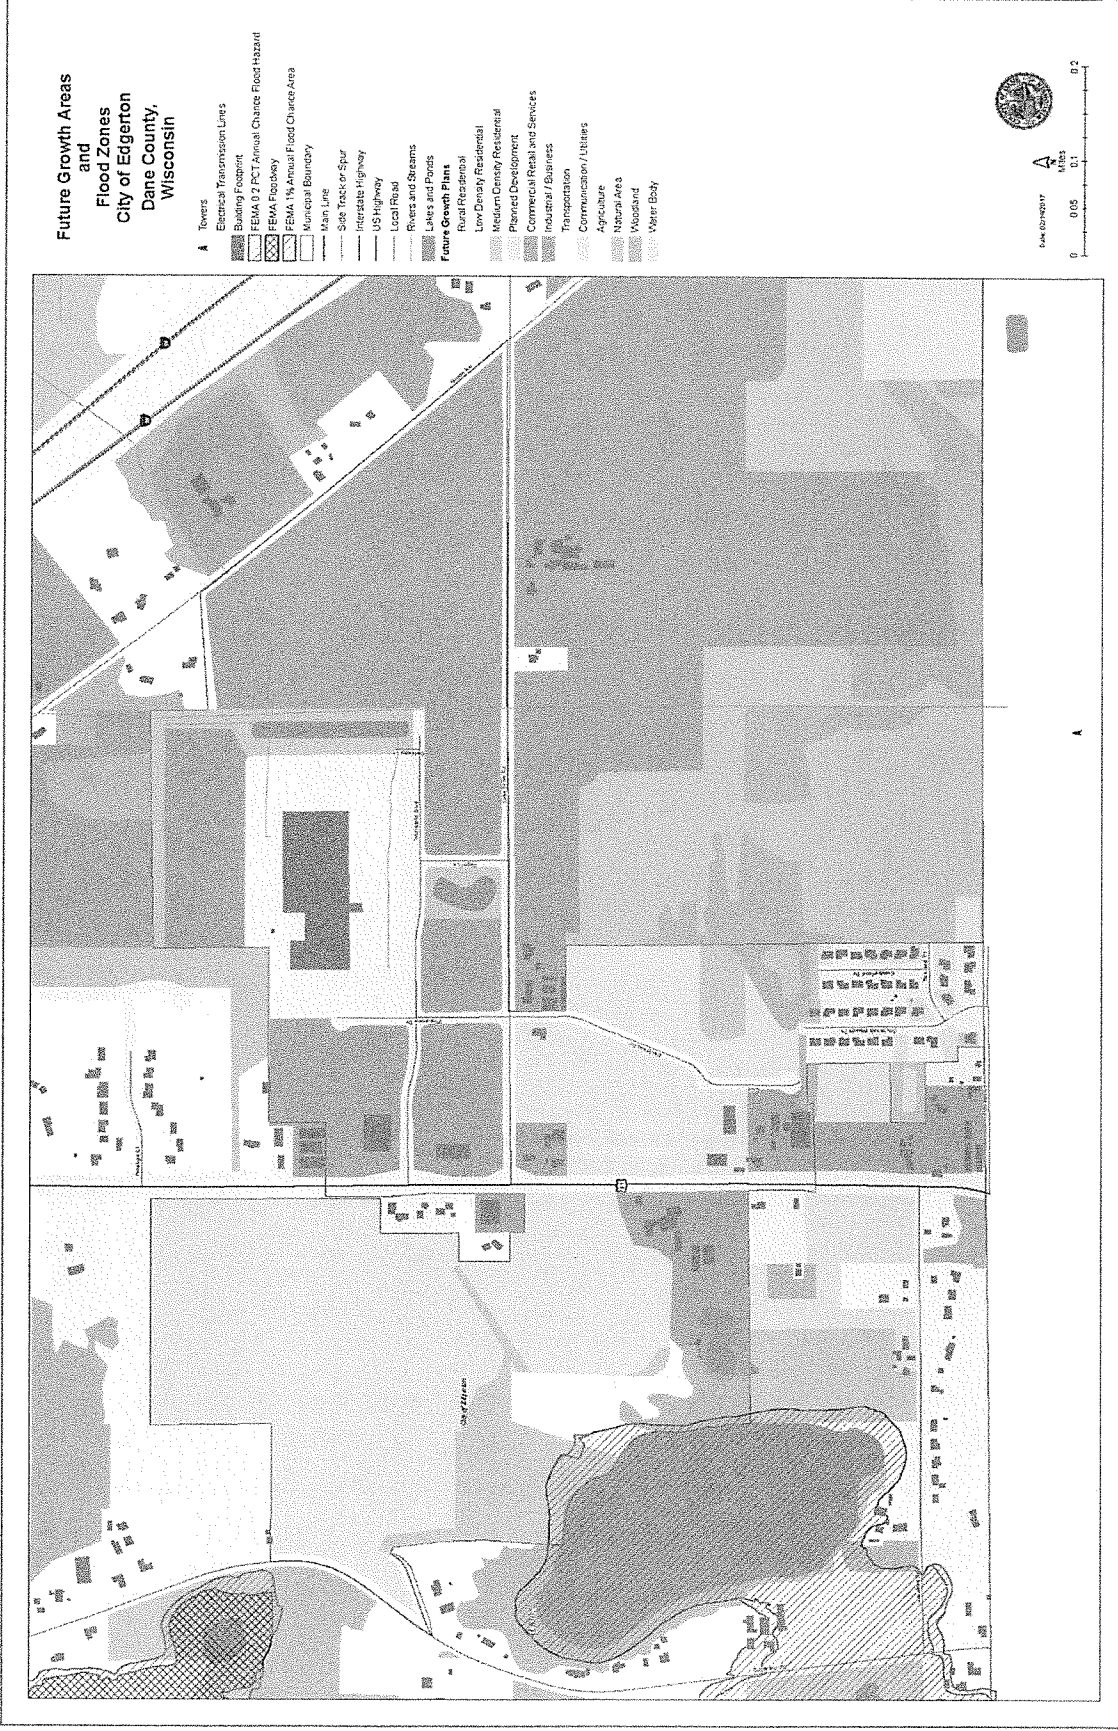 Future Growth Areas
and
Flood Zones
City of Edgerton
Dane County,
Wisconsin
Towers
Electrical Transmission Lines
Building Footprint
FEMA 0.2 PCT Annual Chance Flood Hazard
FEMA Floodway
FEMA 1% Annual Flood Chance Area
Municipal Boundary
Main Line
Side Track or Spur
Interstate Highway
US Highway
Local Road
Rivers and Streams
Lakes and Ponds
Future Growth Plans
Rural Residential
Low Density Residential
Medium Density Residential
Planned Development
Commercial Retail and Services
Industrial / Business
Transportation
Communication / Utilities
Agriculture
Natural Area
Woodland
Water Body
N
0 0.05 0.1 0.2
Miles
City of Edgerton